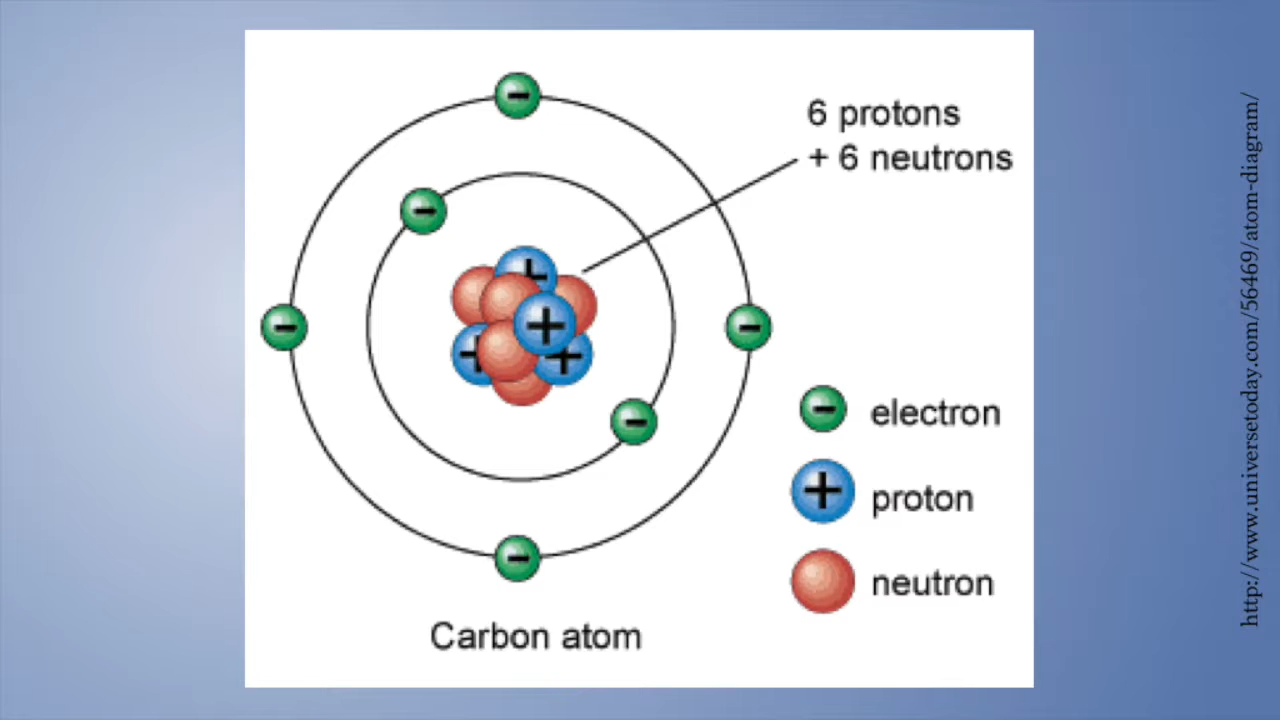 6 protons
+ 6 neutrons
electron
proton
neutron
Carbon atom
http://www.universetoday.com/56469/atom-diagram/